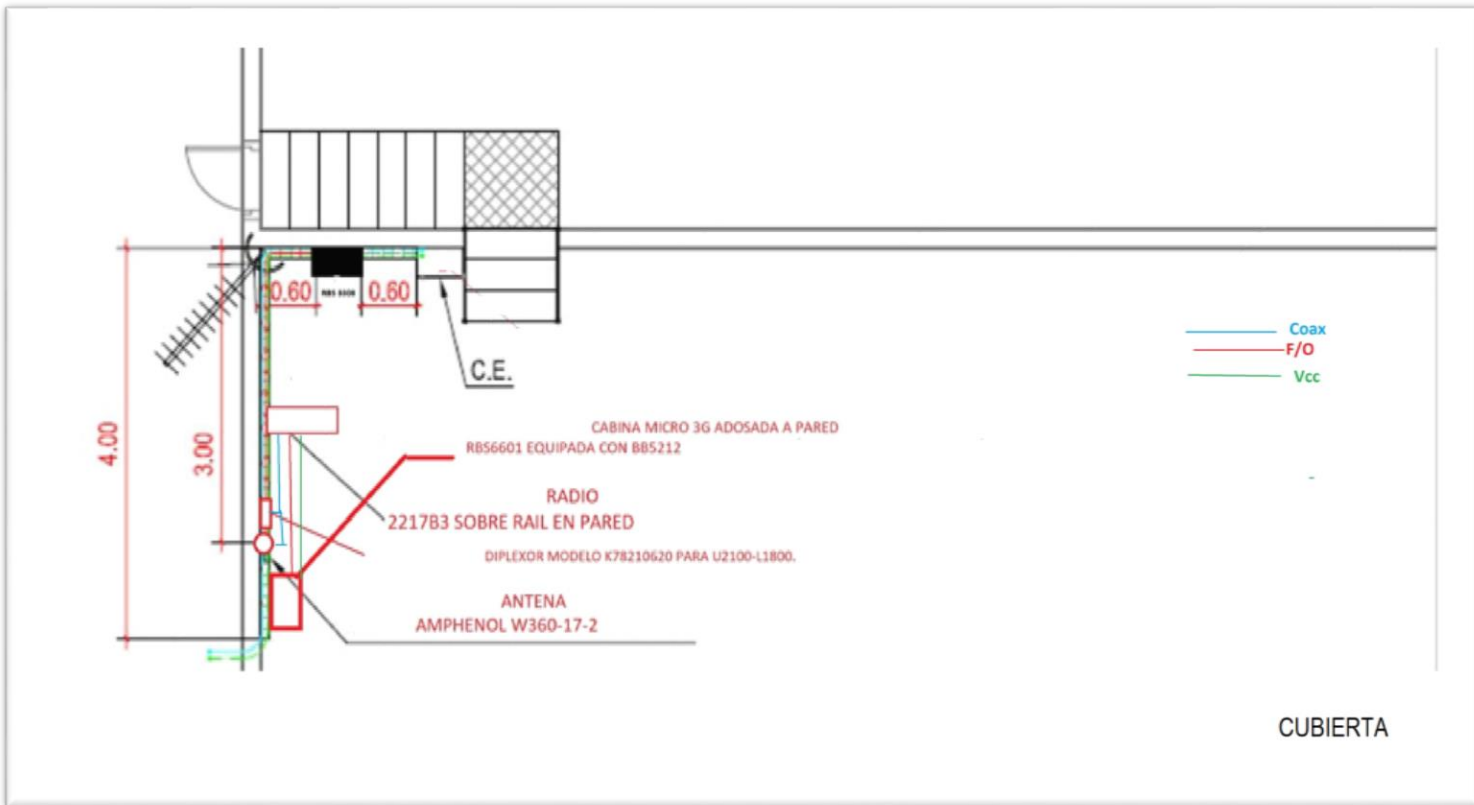 0.60
0.60
C.E.
Coax
F/O
Vcc
4.00
3.00
CABINA MICRO 3G ADOSADA A PARED
RBS6601 EQUIPADA CON BB5212
RADIO
2217B3 SOBRE RAIL EN PARED
DIPLEXOR MODELO K78210620 PARA U2100-L1800.
ANTENA
AMPHENOL W360-17-2
CUBIERTA